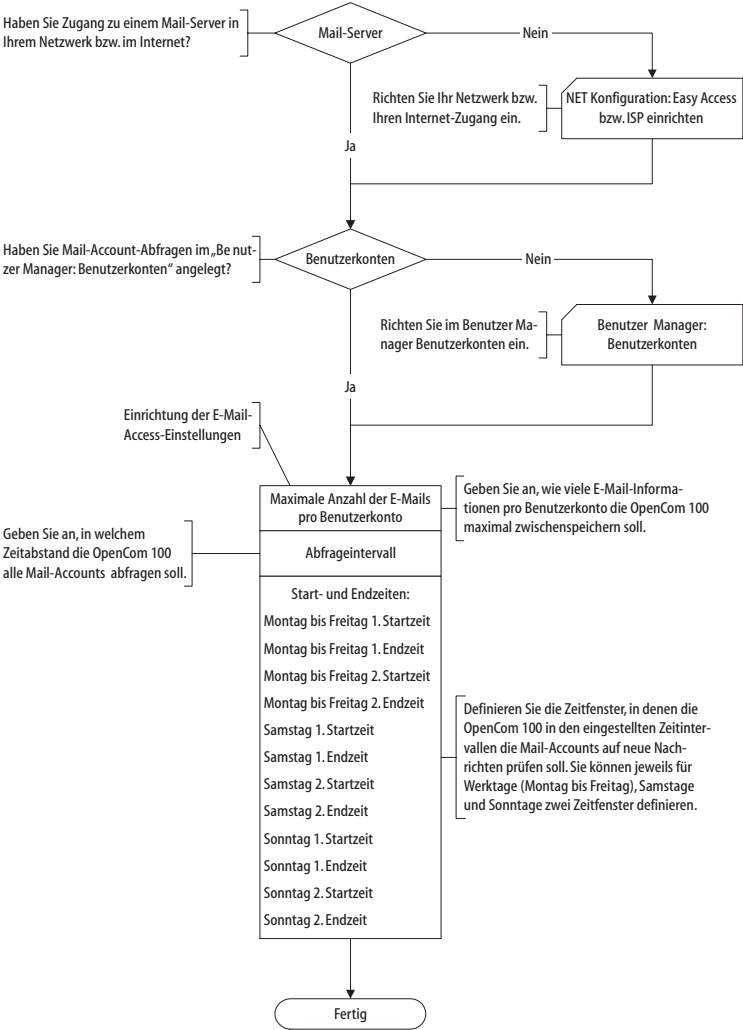 Haben Sie Zugang zu einem Mail-Server in
Ihrem Netzwerk bzw. im Internet?
Mail-Server
Nein
Richten Sie Ihr Netzwerk bzw.
Ihren Internet-Zugang ein.
NET Konfiguration: Easy Access
bzw. ISP einrichten
Ja
Haben Sie Mail-Account-Abfragen im „Be nut-
zer Manager: Benutzerkonten“ angelegt?
Benutzerkonten
Nein
Richten Sie im Benutzer Ma-
nager Benutzerkonten ein.
Benutzer Manager:
Benutzerkonten
Ja
Einrichtung der E-Mail-
Access-Einstellungen
Maximale Anzahl der E-Mails
pro Benutzerkonto
Geben Sie an, wie viele E-Mail-Informa-
tionen pro Benutzerkonto die OpenCom 100
maximal zwischenspeichern soll.
Geben Sie an, in welchem
Zeitabstand die OpenCom 100
alle Mail-Accounts abfragen soll.
Abfrageintervall
Start- und Endzeiten:
Montag bis Freitag 1. Startzeit
Montag bis Freitag 1. Endzeit
Montag bis Freitag 2. Startzeit
Montag bis Freitag 2. Endzeit
Samstag 1. Startzeit
Samstag 1. Endzeit
Samstag 2. Startzeit
Samstag 2. Endzeit
Sonntag 1. Startzeit
Sonntag 1. Endzeit
Sonntag 2. Startzeit
Sonntag 2. Endzeit
Definieren Sie die Zeitfenster, in denen die
OpenCom 100 in den eingestellten Zeitinter-
vallen die Mail-Accounts auf neue Nach-
richten prüfen soll. Sie können jeweils für
Werktage (Montag bis Freitag), Samstage
und Sonntage zwei Zeitfenster definieren.
Fertig